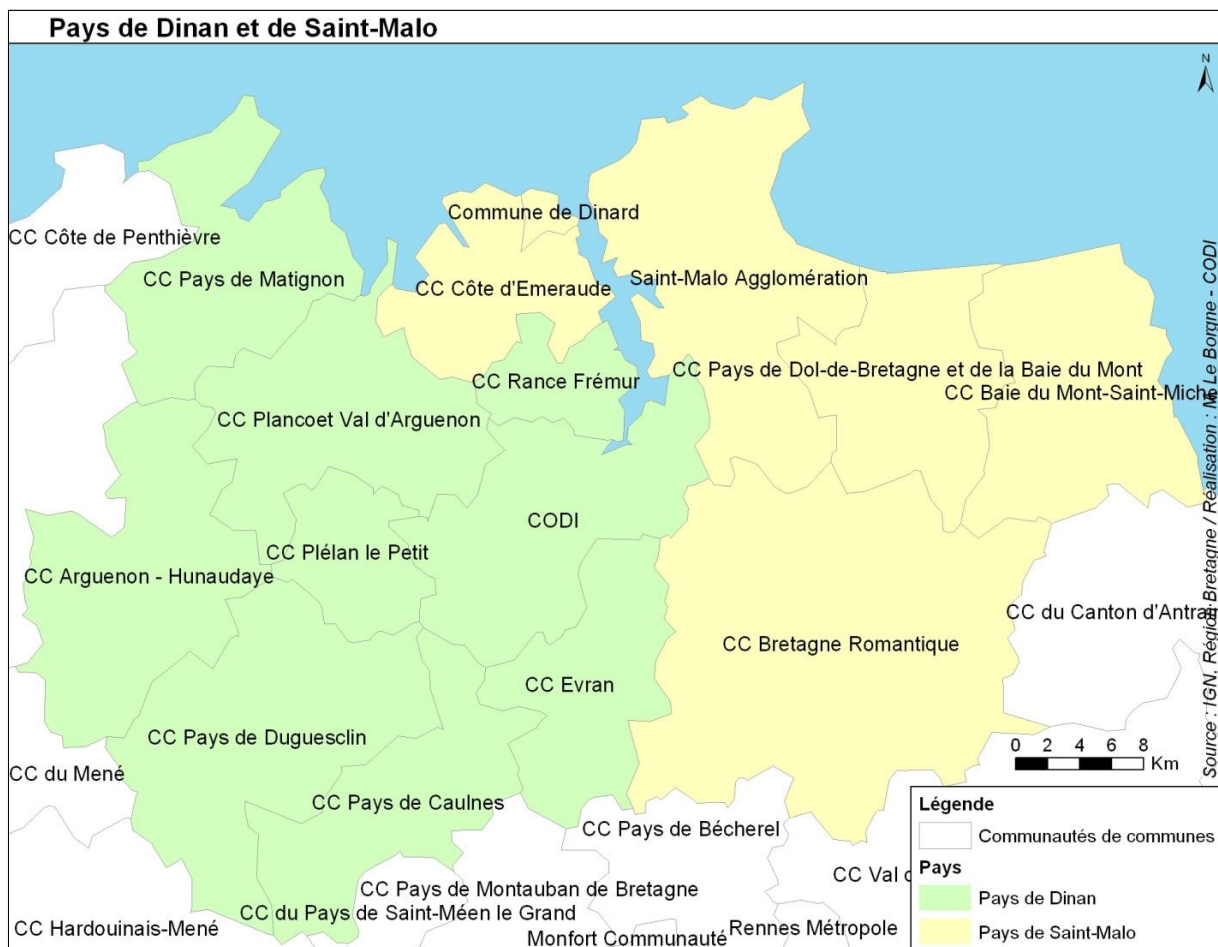 Pays de Dinan et de Saint-Malo
N
Commune de Dinard
CC Côte de Penthièvre
CC Pays de Matignon
CC Côte d'Emeraude
Saint-Malo Agglomération
CC Rance Frémur
CC Pays de Dol-de-Bretagne et de la Baie du Mont
CC Baie du Mont-Saint-Miche
CC Plancoet Val d'Arguenon
CODI
CC Plélan le Petit
CC Arguenon - Hunaudaye
CC du Canton d'Antrai
CC Bretagne Romantique
CC Evran
CC Pays de Duguesclin
CC du Mené
CC Pays de Caulnes
CC Pays de Bécherel
CC Val
CC Pays de Montauban de Bretagne
CC du Pays de Saint-Méen le Grand
CC Hardouinais-Mené
Monfort Communauté
Rennes Métropole
0 2 4 6 8
Km
Source : IGN, Région Bretagne / Réalisation : M. Le Borgne - CODI
Légende
Communautés de communes
Pays
Pays de Dinan
Pays de Saint-Malo